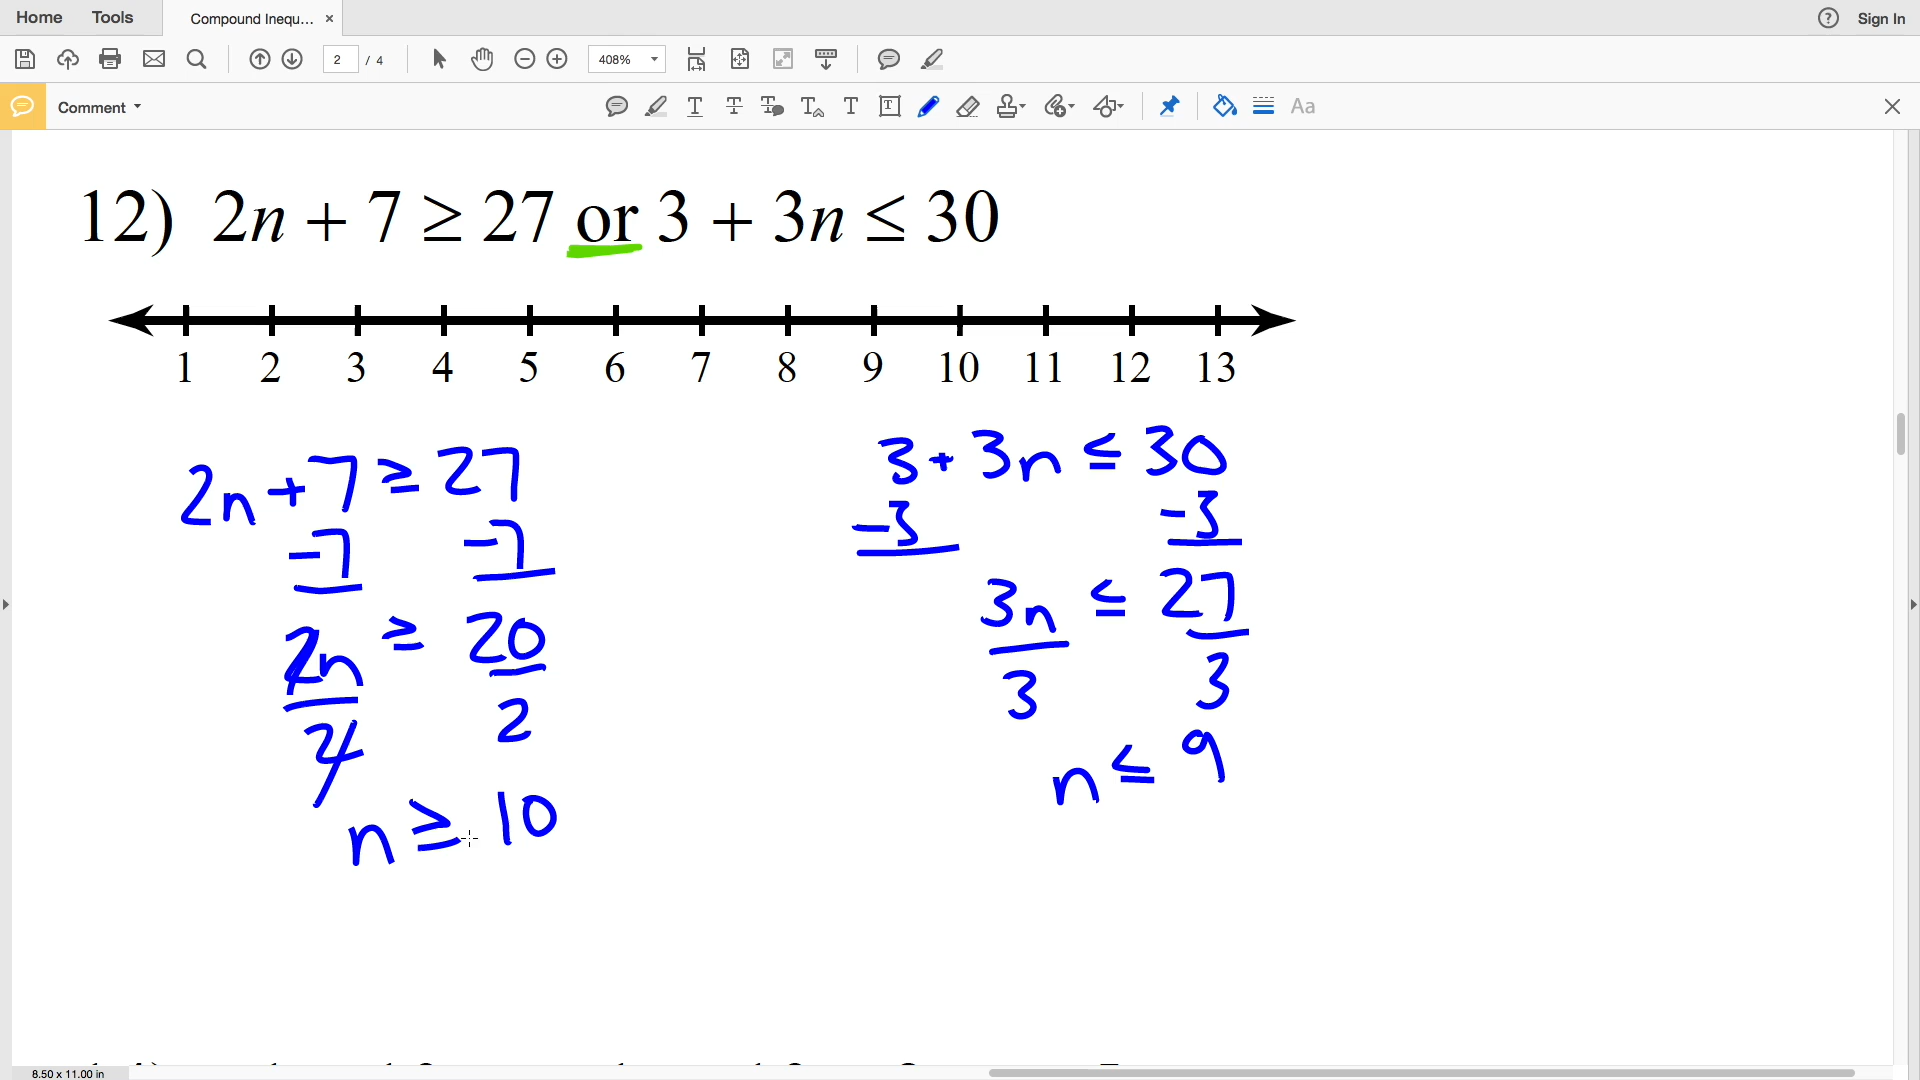 Home Tools Compound Inequ... × ? Sign In
2 / 4 408%
Comment Aa
12) 2n + 7 ≥ 27 or 3 + 3n ≤ 30
1 2 3 4 5 6 7 8 9 10 11 12 13
2n + 7 ≥ 27
-7 -7
2n ≥ 20
2 2
n ≥ 10
3 + 3n ≤ 30
-3 -3
3n ≤ 27
3 3
n ≤ 9
8.50 x 11.00 in